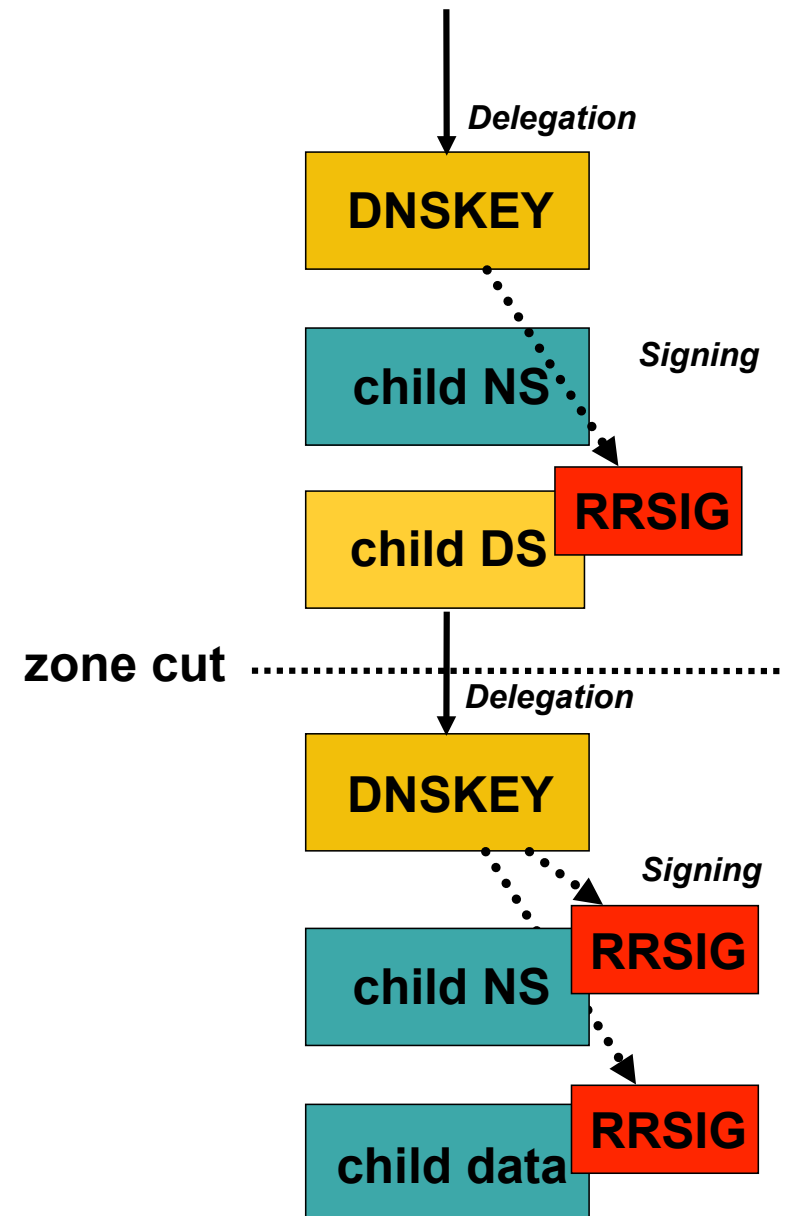 Delegation
DNSKEY
Signing
child NS
RRSIG
child DS
zone cut
Delegation
DNSKEY
Signing
RRSIG
child NS
RRSIG
child data